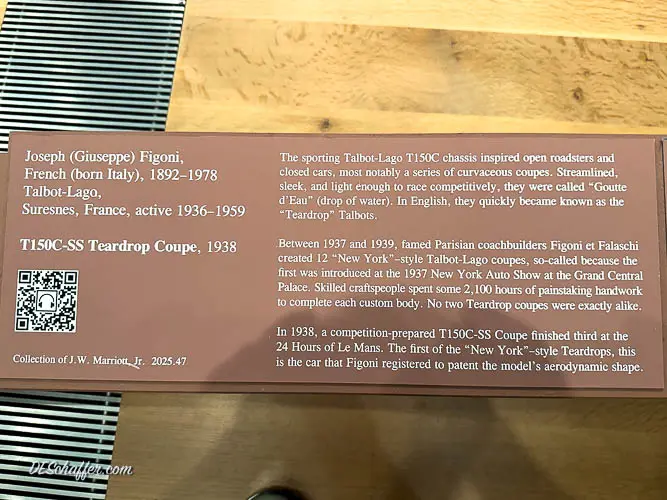 Joseph (Giuseppe) Figoni,
French (born Italy), 1892–1978
Talbot-Lago,
Suresnes, France, active 1936–1959
T150C-SS Teardrop Coupe, 1938
Collection of J.W. Marriott, Jr. 2025.47
The sporting Talbot-Lago T150C chassis inspired open roadsters and
closed cars, most notably a series of curvaceous coupes. Streamlined,
sleek, and light enough to race competitively, they were called “Goutte
d’Eau” (drop of water). In English, they quickly became known as the
“Teardrop” Talbots.
Between 1937 and 1939, famed Parisian coachbuilders Figoni et Falaschi
created 12 “New York”–style Talbot-Lago coupes, so-called because the
first was introduced at the 1937 New York Auto Show at the Grand Central
Palace. Skilled craftspeople spent some 2,100 hours of painstaking handwork
to complete each custom body. No two Teardrop coupes were exactly alike.
In 1938, a competition-prepared T150C-SS Coupe finished third at the
24 Hours of Le Mans. The first of the “New York”–style Teardrops, this
is the car that Figoni registered to patent the model’s aerodynamic shape.
DESchaffer.com